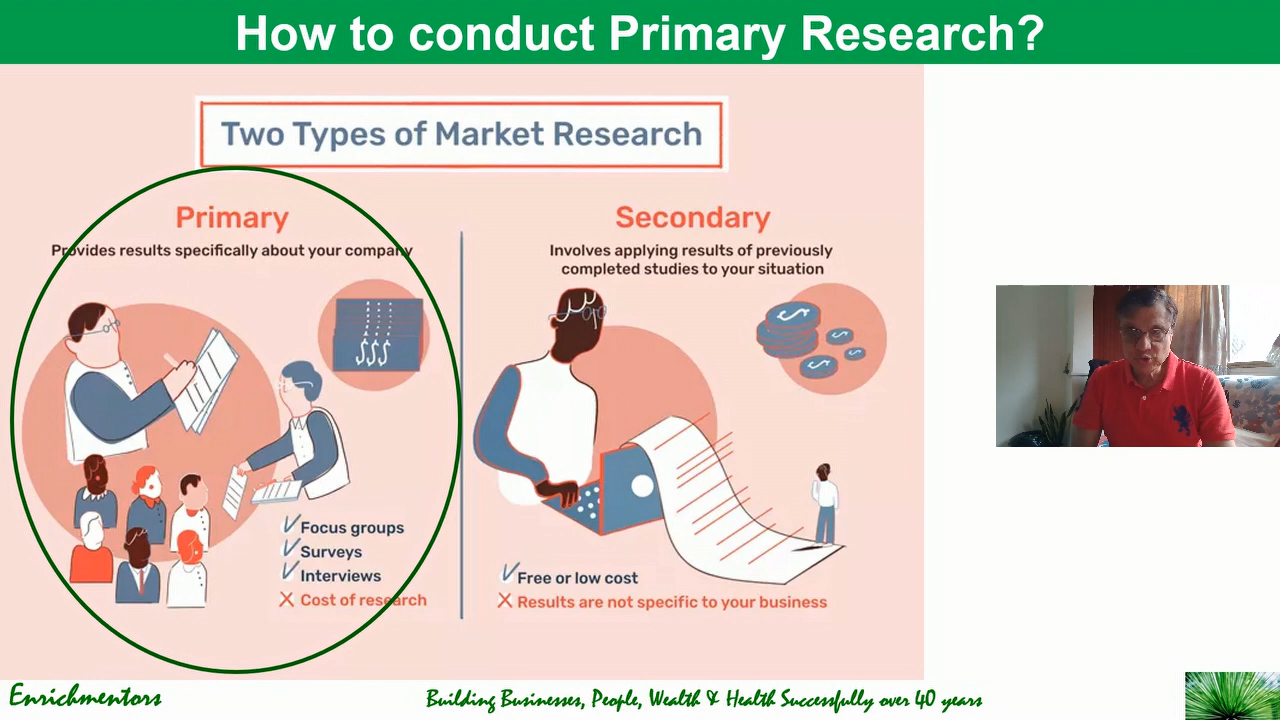 How to conduct Primary Research?
Two Types of Market Research
Primary
Provides results specifically about your company
Focus groups
Surveys
Interviews
Cost of research
Secondary
Involves applying results of previously
completed studies to your situation
Free or low cost
Results are not specific to your business
Enrichmentors
Building Businesses, People, Wealth & Health Successfully over 40 years